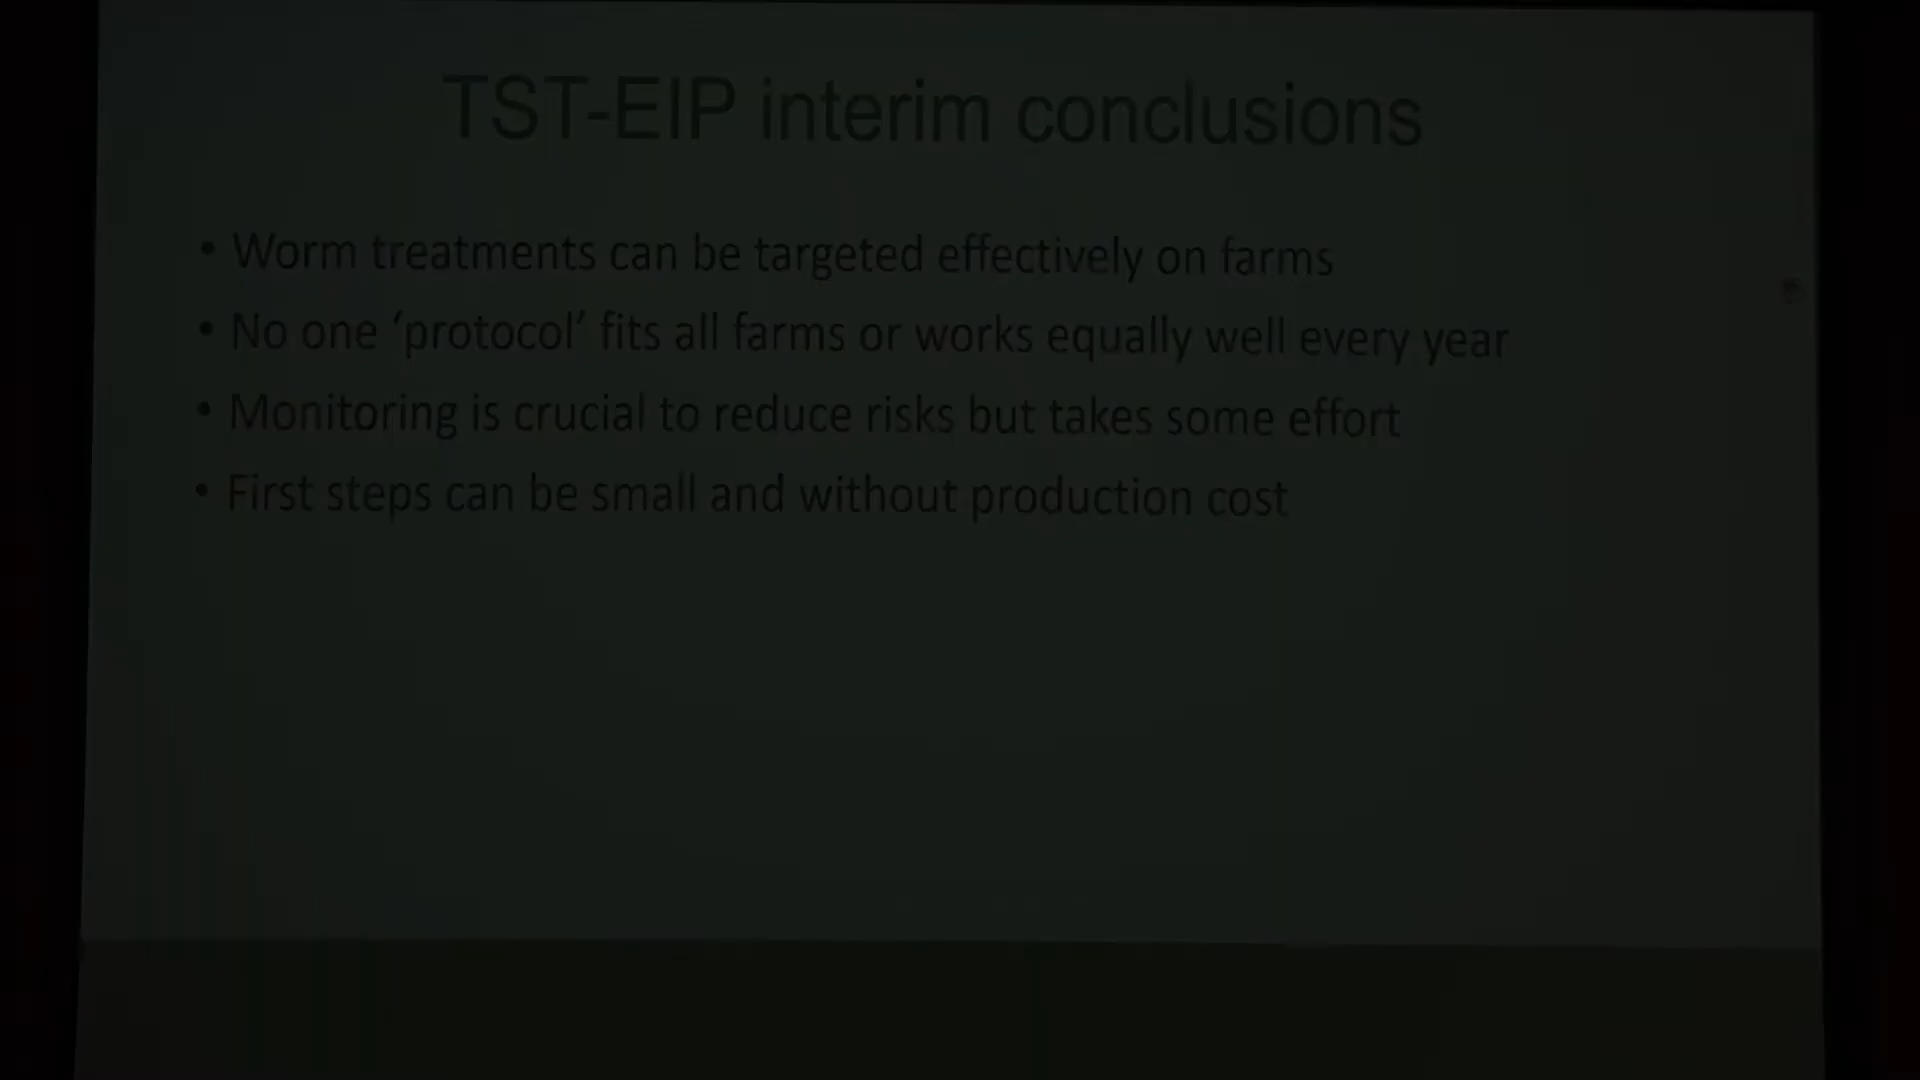 TST-EIP interim conclusions
• Worm treatments can be targeted effectively on farms
• No one ‘protocol’ fits all farms or works equally well every year
• Monitoring is crucial to reduce risks but takes some effort
• First steps can be small and without production cost